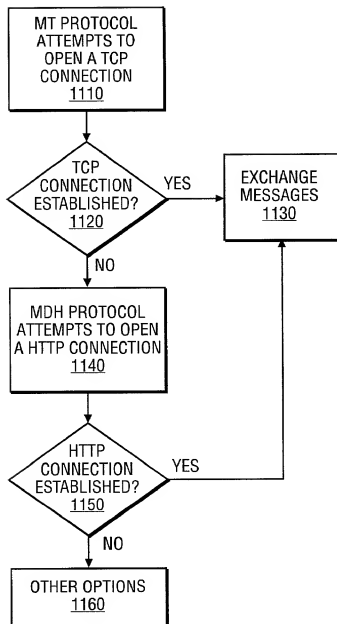 MT PROTOCOL
ATTEMPTS TO
OPEN A TCP
CONNECTION
1110
TCP
CONNECTION
ESTABLISHED?
1120
YES
EXCHANGE
MESSAGES
1130
NO
MDH PROTOCOL
ATTEMPTS TO OPEN
A HTTP CONNECTION
1140
HTTP
CONNECTION
ESTABLISHED?
1150
YES
NO
OTHER OPTIONS
1160